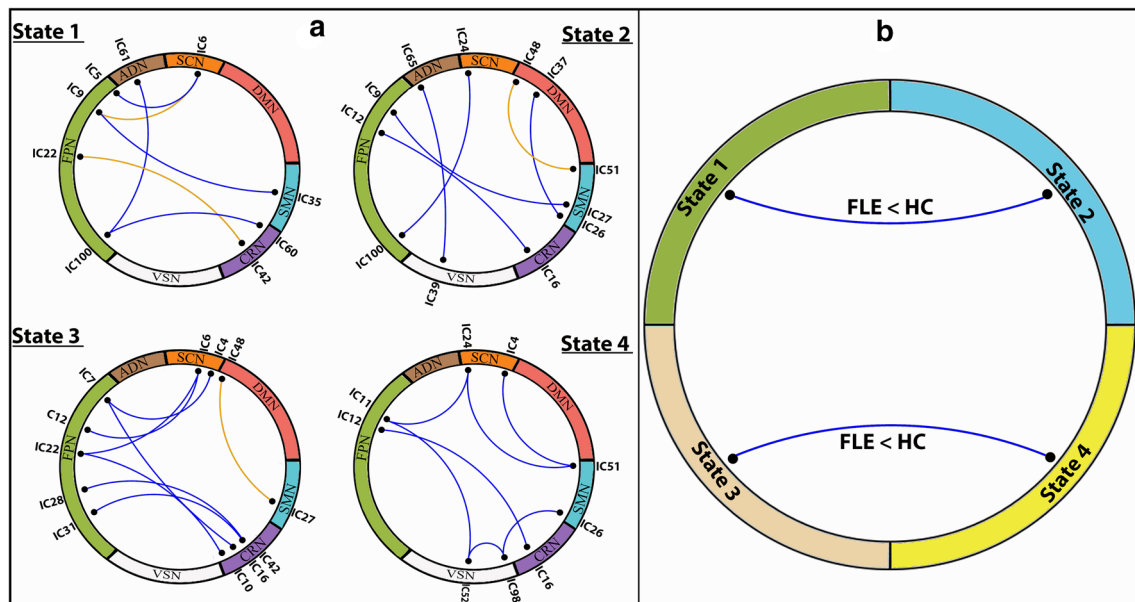 a
b
State 1
IC5
IC61
IC6
IC9
ADN
SCN
DMN
IC22
FPN
IC35
SMN
IC60
CRN
IC42
IC100
VSN
State 2
IC65
IC24
IC48
IC37
IC9
ADN
SCN
DMN
IC12
FPN
IC51
SMN
IC27
IC26
CRN
IC16
IC100
IC39
VSN
State 3
IC6
IC4
IC48
IC7
ADN
SCN
DMN
C12
IC22
FPN
IC28
IC31
SMN
IC27
CRN
IC42
IC16
IC10
VSN
State 4
IC24
IC4
IC11
SCN
ADN
DMN
IC12
FPN
IC51
SMN
IC26
CRN
IC16
IC98
IC52
VSN
State 1
State 2
FLE < HC
FLE < HC
State 3
State 4